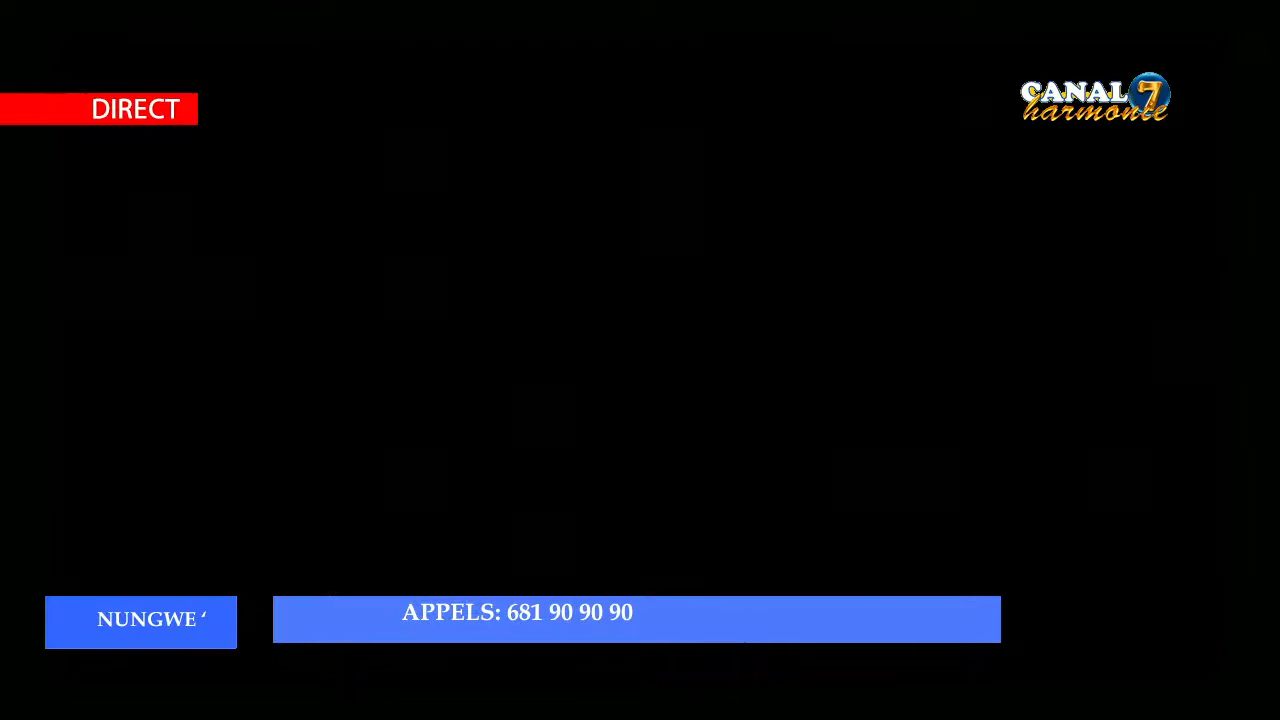 DIRECT
CANAL 7
harmonie
NUNGWE ‘
APPELS: 681 90 90 90